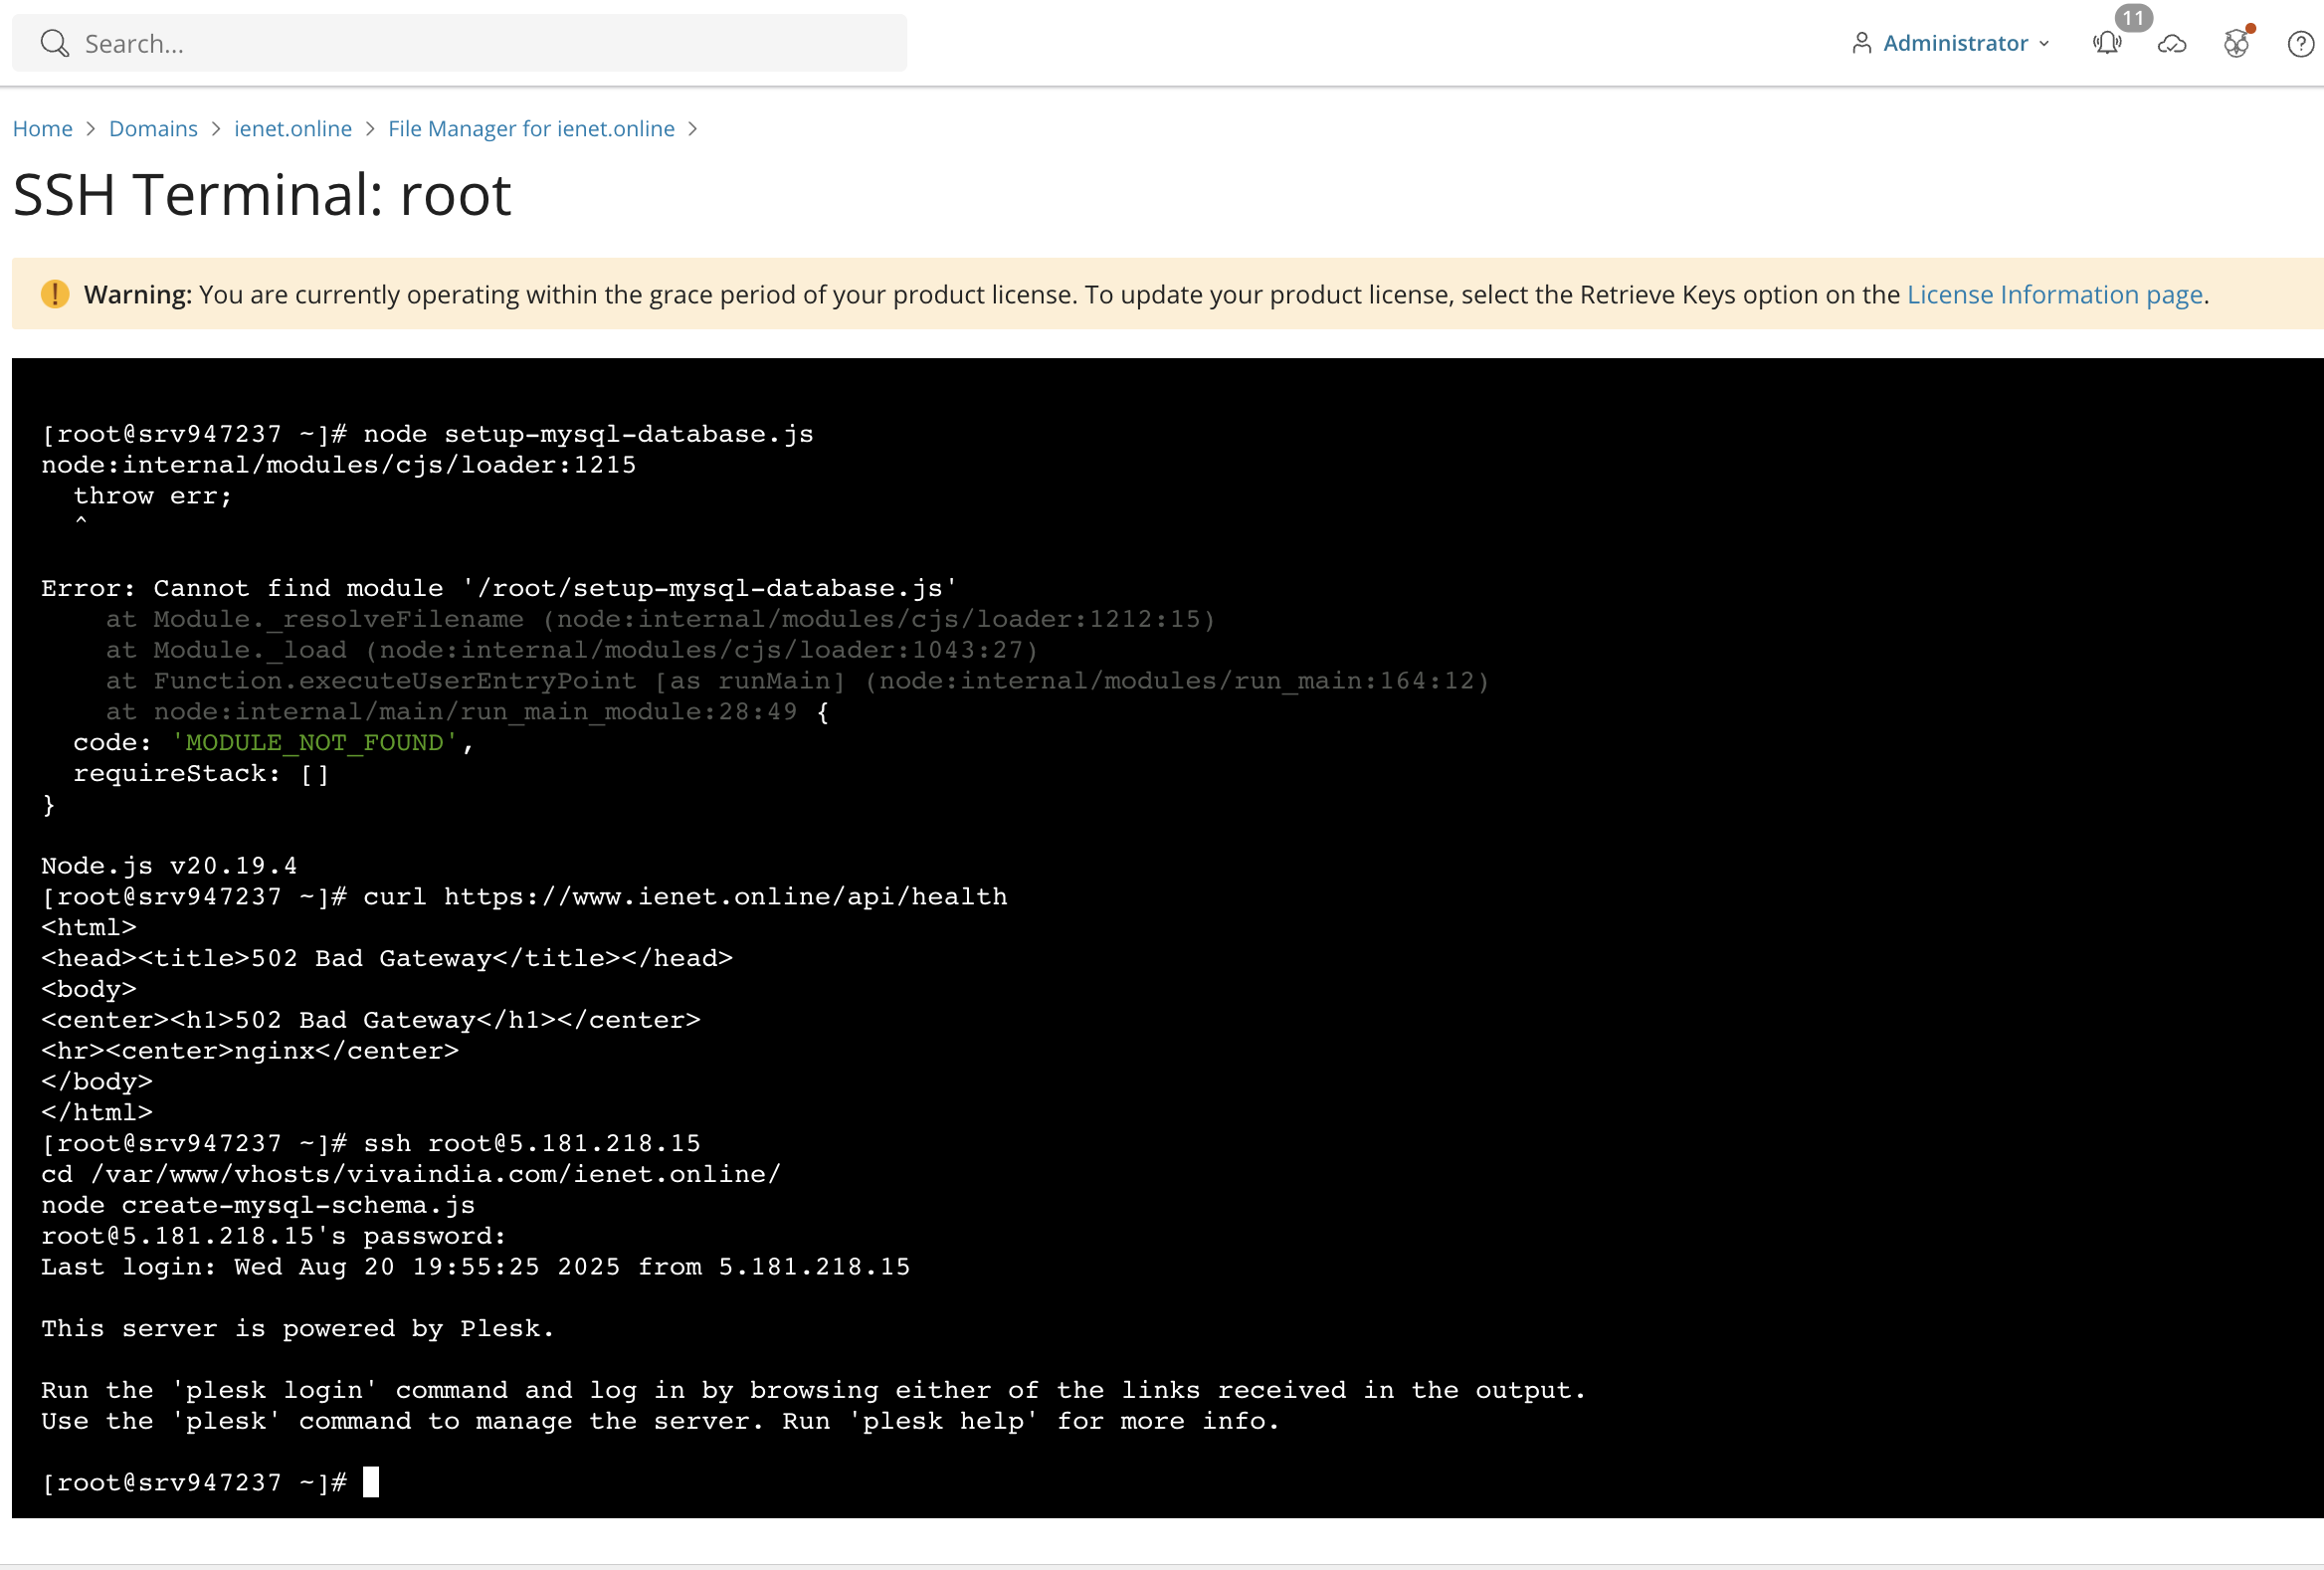 Search...
Administrator
11
Home > Domains > ienet.online > File Manager for ienet.online >
SSH Terminal: root
Warning: You are currently operating within the grace period of your product license. To update your product license, select the Retrieve Keys option on the License Information page.
[root@srv947237 ~]# node setup-mysql-database.js
node:internal/modules/cjs/loader:1215
  throw err;
  ^
Error: Cannot find module '/root/setup-mysql-database.js'
    at Module._resolveFilename (node:internal/modules/cjs/loader:1212:15)
    at Module._load (node:internal/modules/cjs/loader:1043:27)
    at Function.executeUserEntryPoint [as runMain] (node:internal/modules/run_main:164:12)
    at node:internal/main/run_main_module:28:49 {
  code: 'MODULE_NOT_FOUND',
  requireStack: []
}
Node.js v20.19.4
[root@srv947237 ~]# curl https://www.ienet.online/api/health
<html>
<head><title>502 Bad Gateway</title></head>
<body>
<center><h1>502 Bad Gateway</h1></center>
<hr><center>nginx</center>
</body>
</html>
[root@srv947237 ~]# ssh root@5.181.218.15
cd /var/www/vhosts/vivaindia.com/ienet.online/
node create-mysql-schema.js
root@5.181.218.15's password:
Last login: Wed Aug 20 19:55:25 2025 from 5.181.218.15
This server is powered by Plesk.
Run the 'plesk login' command and log in by browsing either of the links received in the output.
Use the 'plesk' command to manage the server. Run 'plesk help' for more info.
[root@srv947237 ~]#